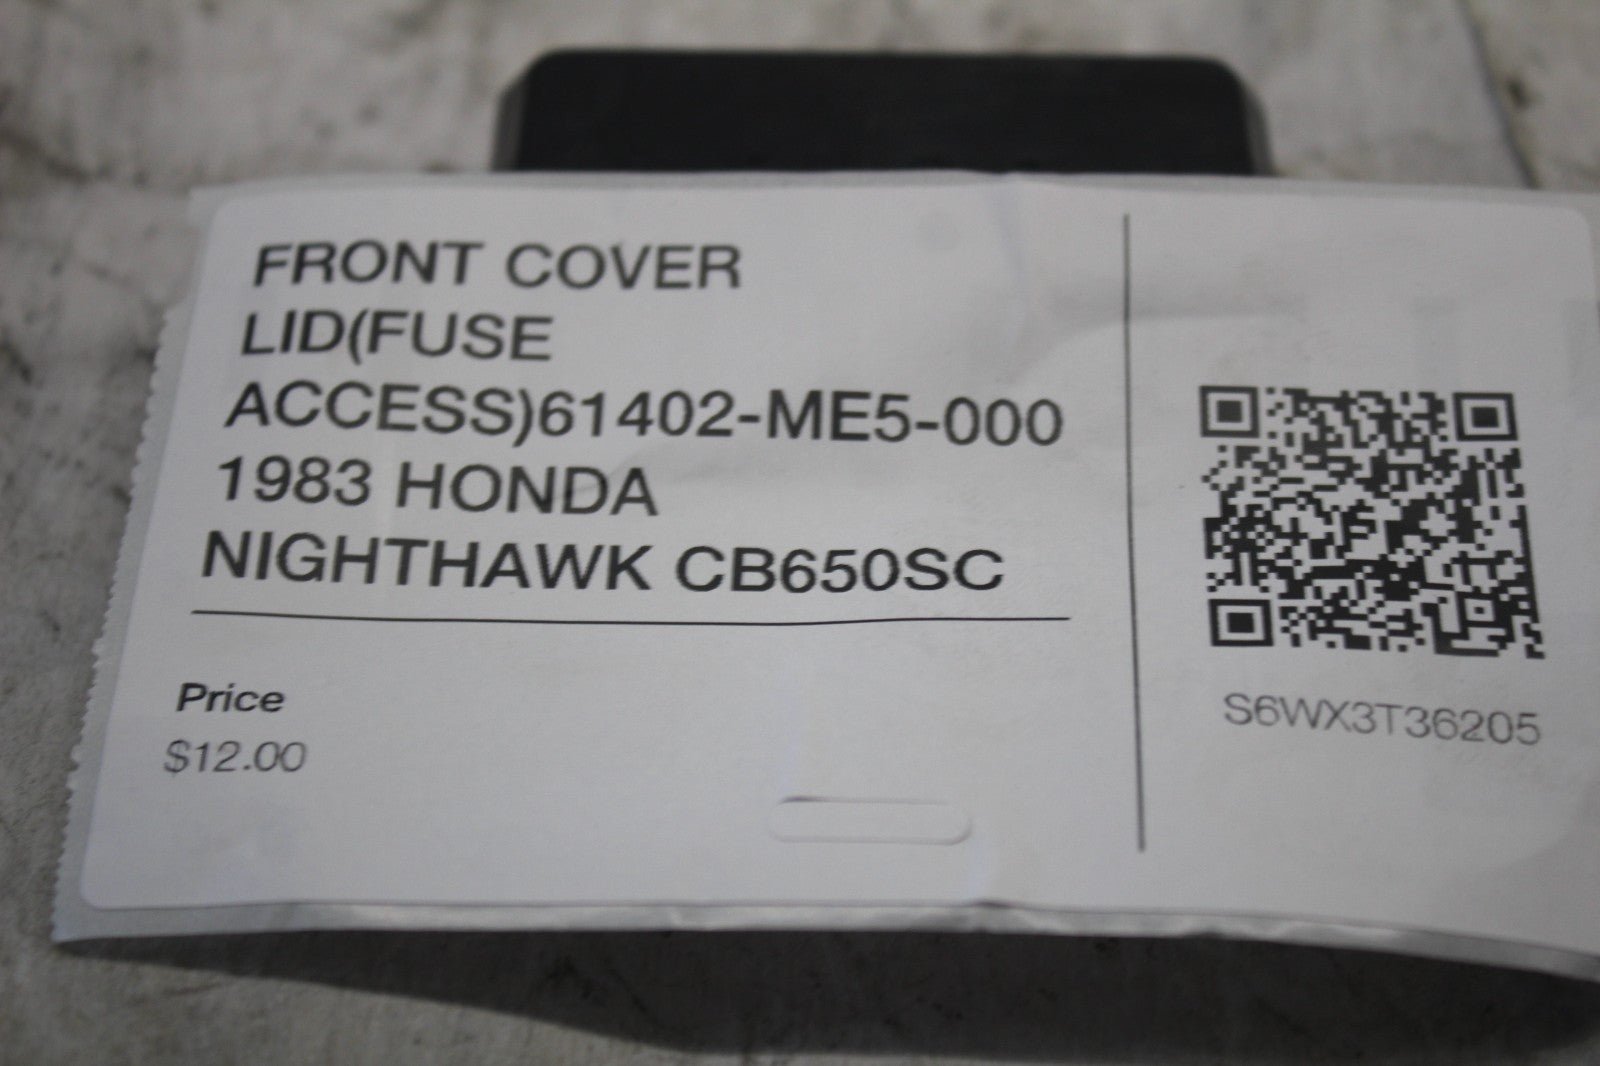 FRONT COVER
LID(FUSE
ACCESS)61402-ME5-000
1983 HONDA
NIGHTHAWK CB650SC
Price
$12.00
S6WX3T36205